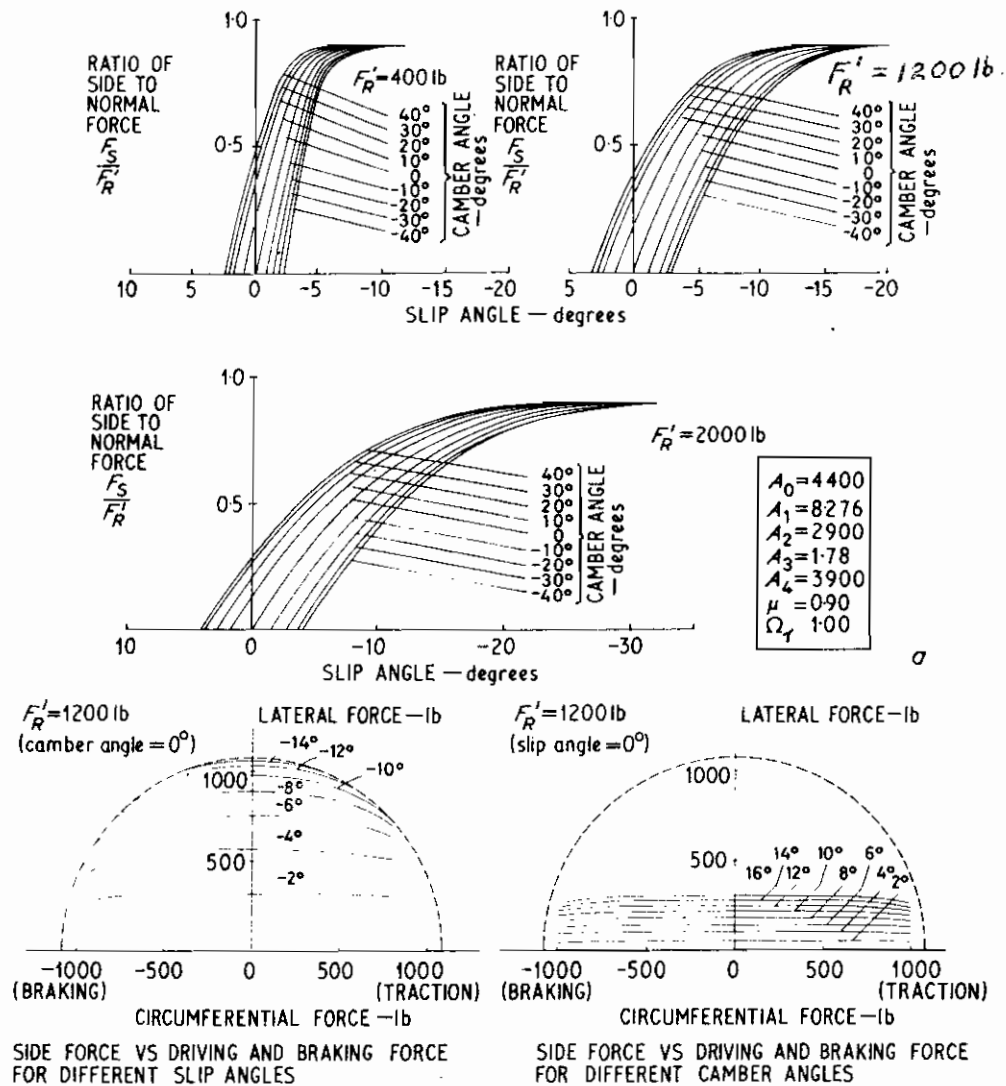 1·0
RATIO OF
SIDE TO
NORMAL
FORCE
F_S
F_R'
0·5
F_R' = 400 lb
40°
30°
20°
10°
0
-10°
-20°
-30°
-40°
CAMBER ANGLE
—degrees
10 5 0 -5 -10 -15 -20
1·0
RATIO OF
SIDE TO
NORMAL
FORCE
F_S
F_R'
0·5
F_R' = 1200 lb.
40°
30°
20°
10°
0
-10°
-20°
-30°
-40°
CAMBER ANGLE
—degrees
5 0 -5 -10 -15 -20
SLIP ANGLE — degrees
1·0
RATIO OF
SIDE TO
NORMAL
FORCE
F_S
F_R'
0·5
F_R' = 2000 lb
40°
30°
20°
10°
0
-10°
-20°
-30°
-40°
CAMBER ANGLE
—degrees
10 0 -10 -20 -30
SLIP ANGLE — degrees
A_0 = 4400
A_1 = 8·276
A_2 = 2900
A_3 = 1·78
A_4 = 3900
μ = 0·90
Ω_T 1·00
a
F_R' = 1200 lb
(camber angle = 0°)
LATERAL FORCE—lb
-14°
-12°
-10°
1000
-8°
-6°
-4°
500
-2°
-1000 -500 0 500 1000
(BRAKING) (TRACTION)
CIRCUMFERENTIAL FORCE—lb
SIDE FORCE VS DRIVING AND BRAKING FORCE
FOR DIFFERENT SLIP ANGLES
F_R' = 1200 lb
(slip angle = 0°)
LATERAL FORCE—lb
1000
500
14° 10° 6°
16° 12° 8° 4° 2°
-1000 -500 0 500 1000
(BRAKING) (TRACTION)
CIRCUMFERENTIAL FORCE—lb
SIDE FORCE VS DRIVING AND BRAKING FORCE
FOR DIFFERENT CAMBER ANGLES